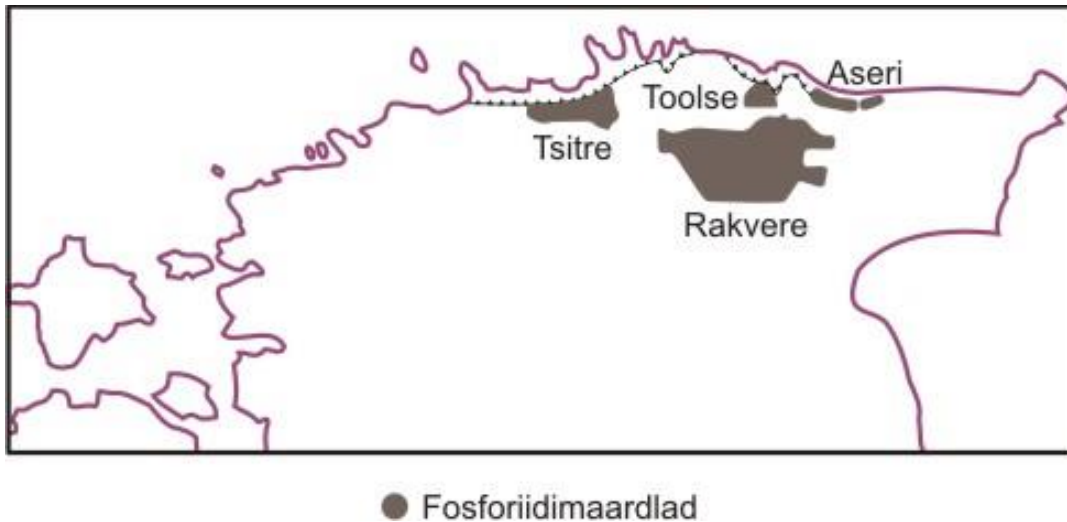 Aseri
Toolse
Tsitre
Rakvere
Fosforiidimaardlad